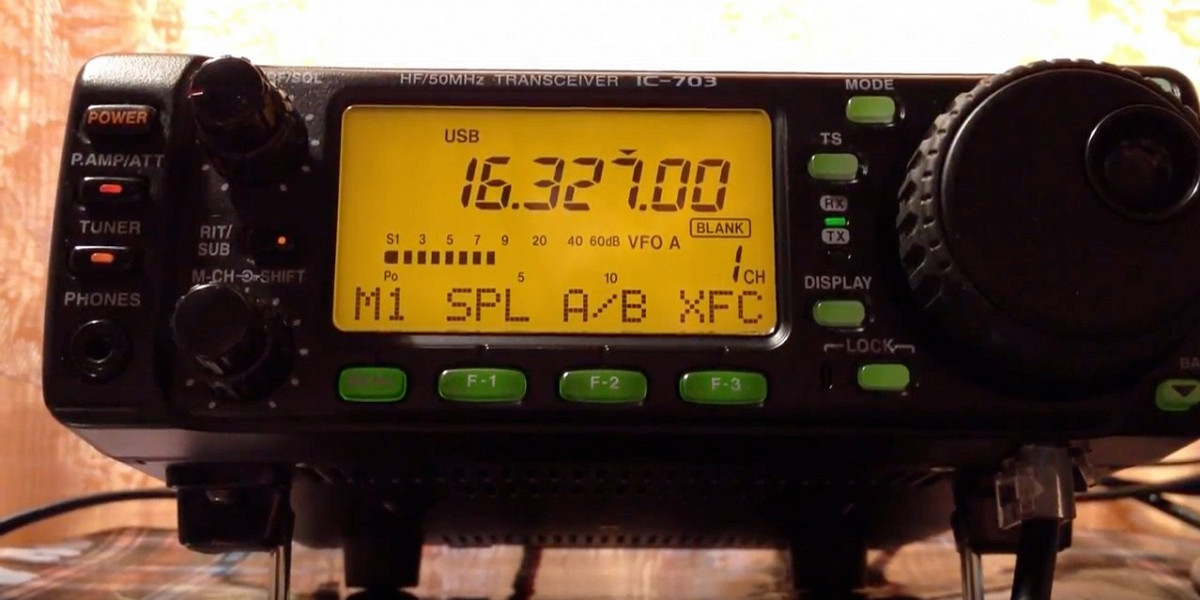 RF/SQL
HF/50MHz TRANSCEIVER IC-703
MODE
POWER
P.AMP/ATT
TUNER
RIT/
SUB
M-CH SHIFT
PHONES
USB
16.327.00
BLANK
S1 3 5 7 9 20 40 60dB VFO A
1 CH
Po 5 10
M1 SPL A/B XFC
F-1 F-2 F-3
TS
RX
TX
DISPLAY
LOCK